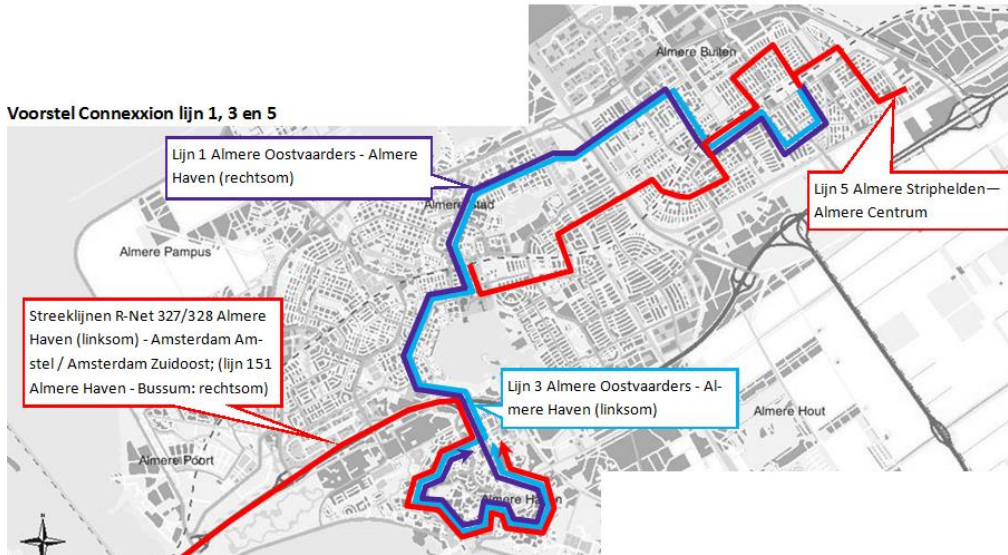 Voorstel Connexxion lijn 1, 3 en 5
Almere Buiten
Lijn 1 Almere Oostvaarders - Almere
Haven (rechtsom)
Almere Stad
Lijn 5 Almere Striphelden—
Almere Centrum
Almere Pampus
Streeklijnen R-Net 327/328 Almere
Haven (linksom) - Amsterdam Am-
stel / Amsterdam Zuidoost; (lijn 151
Almere Haven - Bussum: rechtsom)
Lijn 3 Almere Oostvaarders - Al-
mere Haven (linksom)
Almere Hout
Almere Poort
Almere Haven
N